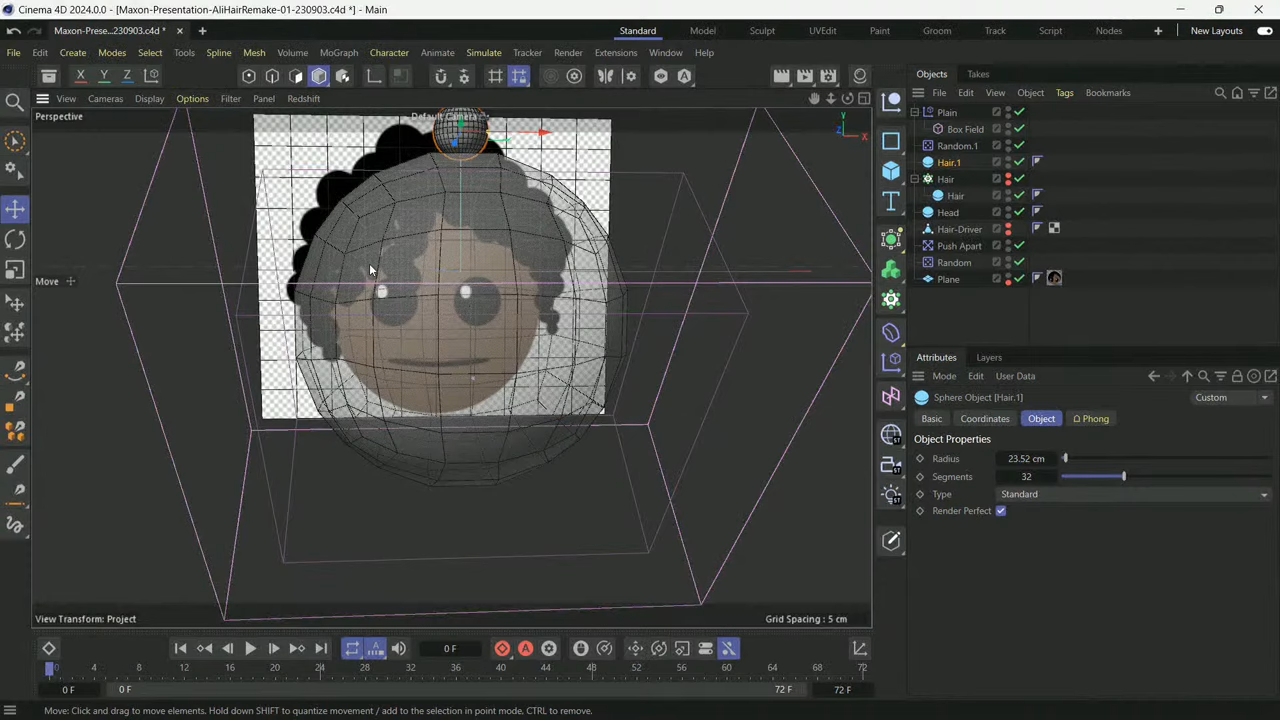 Cinema 4D 2024.0.0 - [Maxon-Presentation-AliHairRemake-01-230903.c4d *] - Main
Maxon-Prese...230903.c4d *
Standard Model Sculpt UVEdit Paint Groom Track Script Nodes New Layouts
File Edit Create Modes Select Tools Spline Mesh Volume MoGraph Character Animate Simulate Tracker Render Extensions Window Help
X Y Z
Objects Takes
View Cameras Display Options Filter Panel Redshift
File Edit View Object Tags Bookmarks
Perspective
Default Camera
Y
Z
X
Plain
Box Field
Random.1
Hair.1
Hair
Hair
Head
Hair-Driver
Push Apart
Random
Plane
Move
Attributes Layers
Mode Edit User Data
Sphere Object [Hair.1]
Custom
Basic Coordinates Object Phong
Object Properties
Radius 23.52 cm
Segments 32
Type Standard
Render Perfect
ST
ST
ST
View Transform: Project
Grid Spacing : 5 cm
0 F
0 4 8 12 16 20 24 28 32 36 40 44 48 52 56 60 64 68 72
0 F 0 F 72 F 72 F
Move: Click and drag to move elements. Hold down SHIFT to quantize movement / add to the selection in point mode, CTRL to remove.